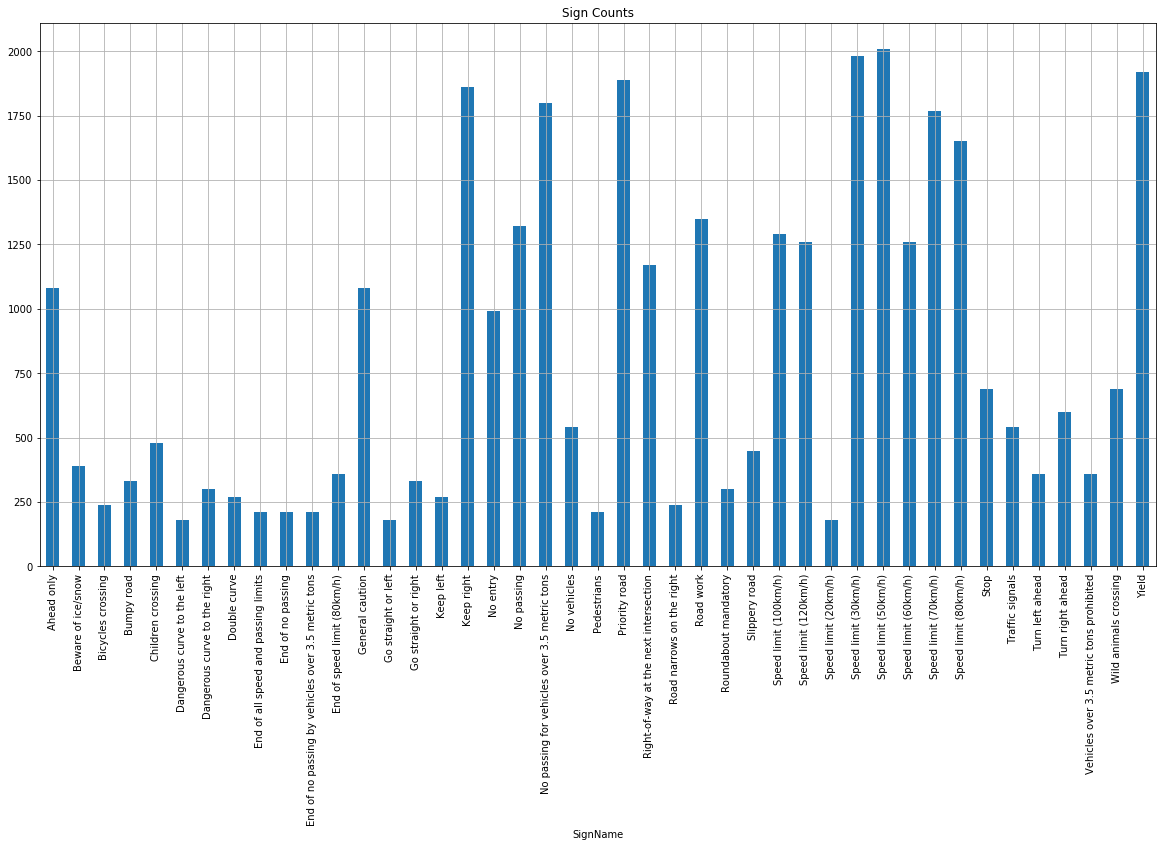 Sign Counts
2000
1750
1500
1250
1000
750
500
250
0
Ahead only
Beware of ice/snow
Bicycles crossing
Bumpy road
Children crossing
Dangerous curve to the left
Dangerous curve to the right
Double curve
End of all speed and passing limits
End of no passing
End of no passing by vehicles over 3.5 metric tons
End of speed limit (80km/h)
General caution
Go straight or left
Go straight or right
Keep left
Keep right
No entry
No passing
No passing for vehicles over 3.5 metric tons
No vehicles
Pedestrians
Priority road
Right-of-way at the next intersection
Road narrows on the right
Road work
Roundabout mandatory
Slippery road
Speed limit (100km/h)
Speed limit (120km/h)
Speed limit (20km/h)
Speed limit (30km/h)
Speed limit (50km/h)
Speed limit (60km/h)
Speed limit (70km/h)
Speed limit (80km/h)
Stop
Traffic signals
Turn left ahead
Turn right ahead
Vehicles over 3.5 metric tons prohibited
Wild animals crossing
Yield
SignName